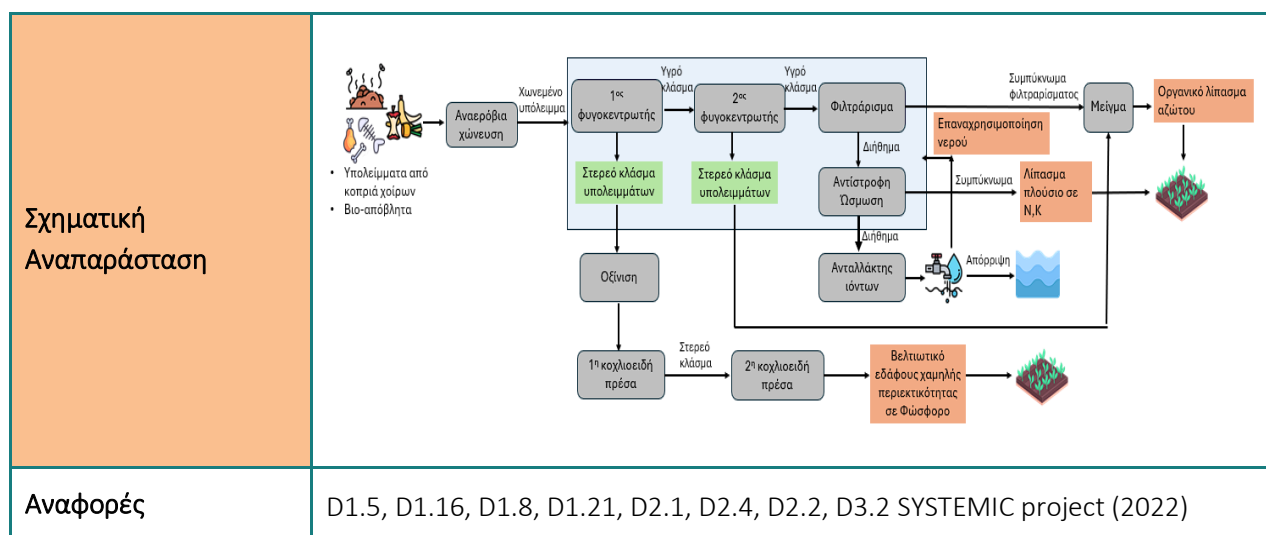 Σχηματική
Αναπαράσταση
• Υπολείμματα από
κοπριά χοίρων
• Βιο-απόβλητα
Αναερόβια
χώνευση
Χωνεμένο
υπόλειμμα
1ος
φυγοκεντρωτής
Υγρό
κλάσμα
2ος
φυγοκεντρωτής
Υγρό
κλάσμα
Φιλτράρισμα
Συμπύκνωμα
φιλτραρίσματος
Μείγμα
Οργανικό λίπασμα
αζώτου
Επαναχρησιμοποίηση
νερού
Διήθημα
Στερεό κλάσμα
υπολειμμάτων
Στερεό κλάσμα
υπολειμμάτων
Αντίστροφη
Ώσμωση
Συμπύκνωμα
Λίπασμα
πλούσιο σε
Ν,Κ
Διήθημα
Οξίνιση
Ανταλλάκτης
ιόντων
Απόρριψη
1η κοχλιοειδή
πρέσα
Στερεό
κλάσμα
2η κοχλιοειδή
πρέσα
Βελτιωτικό
εδάφους χαμηλής
περιεκτικότητας
σε Φώσφορο
Αναφορές
D1.5, D1.16, D1.8, D1.21, D2.1, D2.4, D2.2, D3.2 SYSTEMIC project (2022)